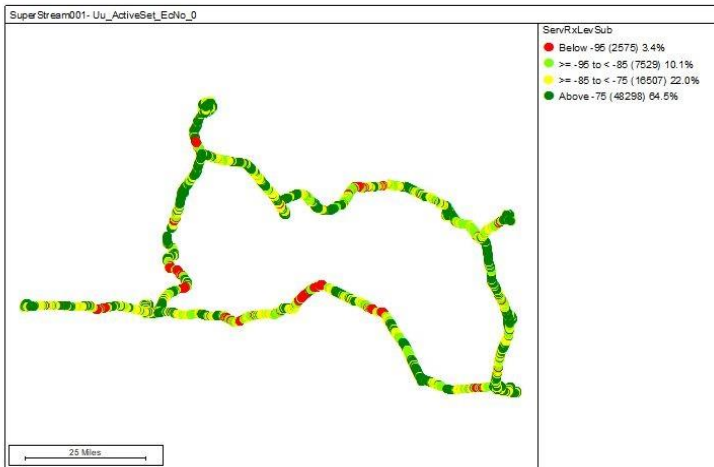 SuperStream001- Uu_ActiveSet_EcNo_0
ServRxLevSub
Below -95 (2575) 3.4%
>= -95 to < -85 (7529) 10.1%
>= -85 to < -75 (16507) 22.0%
Above -75 (48298) 64.5%
25 Miles